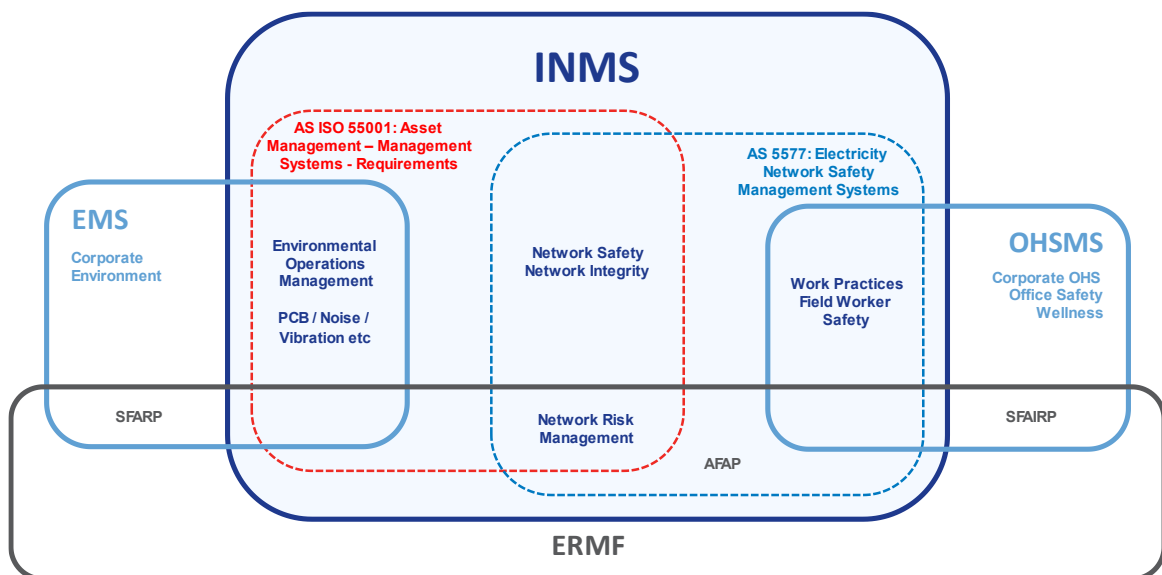 INMS
AS ISO 55001: Asset
Management – Management
Systems - Requirements
AS 5577: Electricity
Network Safety
Management Systems
EMS
Corporate
Environment
Environmental
Operations
Management
PCB / Noise /
Vibration etc
Network Safety
Network Integrity
Work Practices
Field Worker
Safety
OHSMS
Corporate OHS
Office Safety
Wellness
SFARP
Network Risk
Management
AFAP
SFAIRP
ERMF